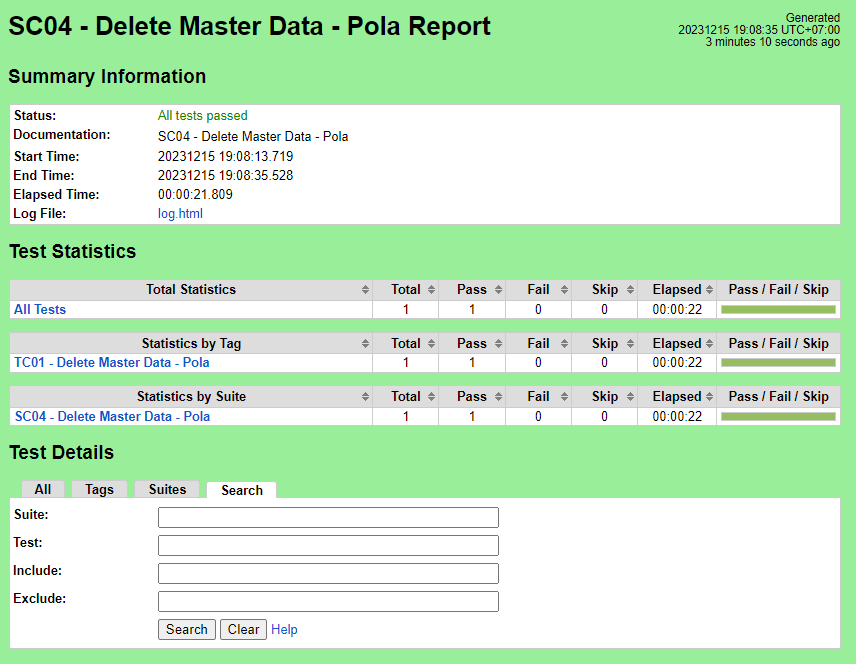 SC04 - Delete Master Data - Pola Report
Generated
20231215 19:08:35 UTC+07:00
3 minutes 10 seconds ago
Summary Information
Status: All tests passed
Documentation: SC04 - Delete Master Data - Pola
Start Time: 20231215 19:08:13.719
End Time: 20231215 19:08:35.528
Elapsed Time: 00:00:21.809
Log File: log.html
Test Statistics
Total Statistics Total Pass Fail Skip Elapsed Pass / Fail / Skip
All Tests 1 1 0 0 00:00:22
Statistics by Tag Total Pass Fail Skip Elapsed Pass / Fail / Skip
TC01 - Delete Master Data - Pola 1 1 0 0 00:00:22
Statistics by Suite Total Pass Fail Skip Elapsed Pass / Fail / Skip
SC04 - Delete Master Data - Pola 1 1 0 0 00:00:22
Test Details
All Tags Suites Search
Suite:
Test:
Include:
Exclude:
Search Clear Help